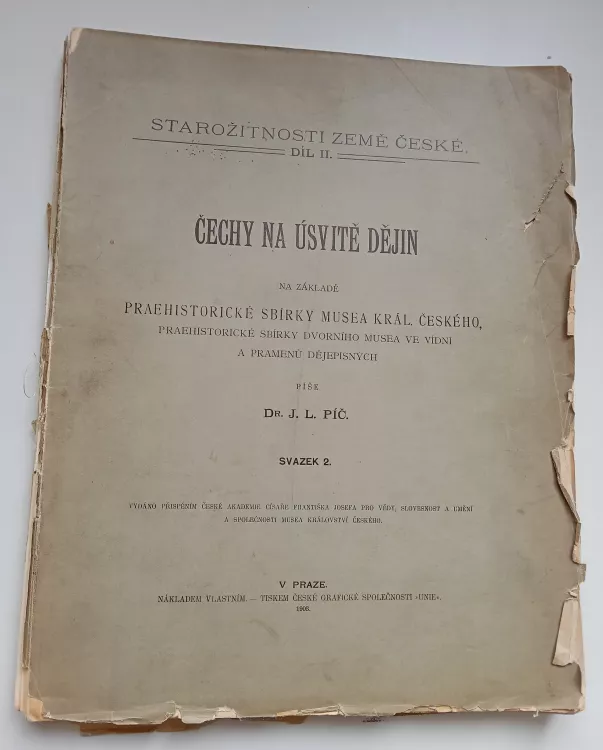 STAROŽITNOSTI ZEMĚ ČESKÉ.
DÍL II.
ČECHY NA ÚSVITĚ DĚJIN
NA ZÁKLADĚ
PRAEHISTORICKÉ SBÍRKY MUSEA KRÁL. ČESKÉHO,
PRAEHISTORICKÉ SBÍRKY DVORNÍHO MUSEA VE VÍDNI
A PRAMENŮ DĚJEPISNÝCH
PÍŠE
DR. J. L. PÍČ.
SVAZEK 2.
VYDÁNO PŘISPĚNÍM ČESKÉ AKADEMIE CÍSAŘE FRANTIŠKA JOSEFA PRO VĚDY, SLOVESNOST A UMĚNÍ
A SPOLEČNOSTI MUSEA KRÁLOVSTVÍ ČESKÉHO.
V PRAZE.
NÁKLADEM VLASTNÍM. — TISKEM ČESKÉ GRAFICKÉ SPOLEČNOSTI »UNIE«.